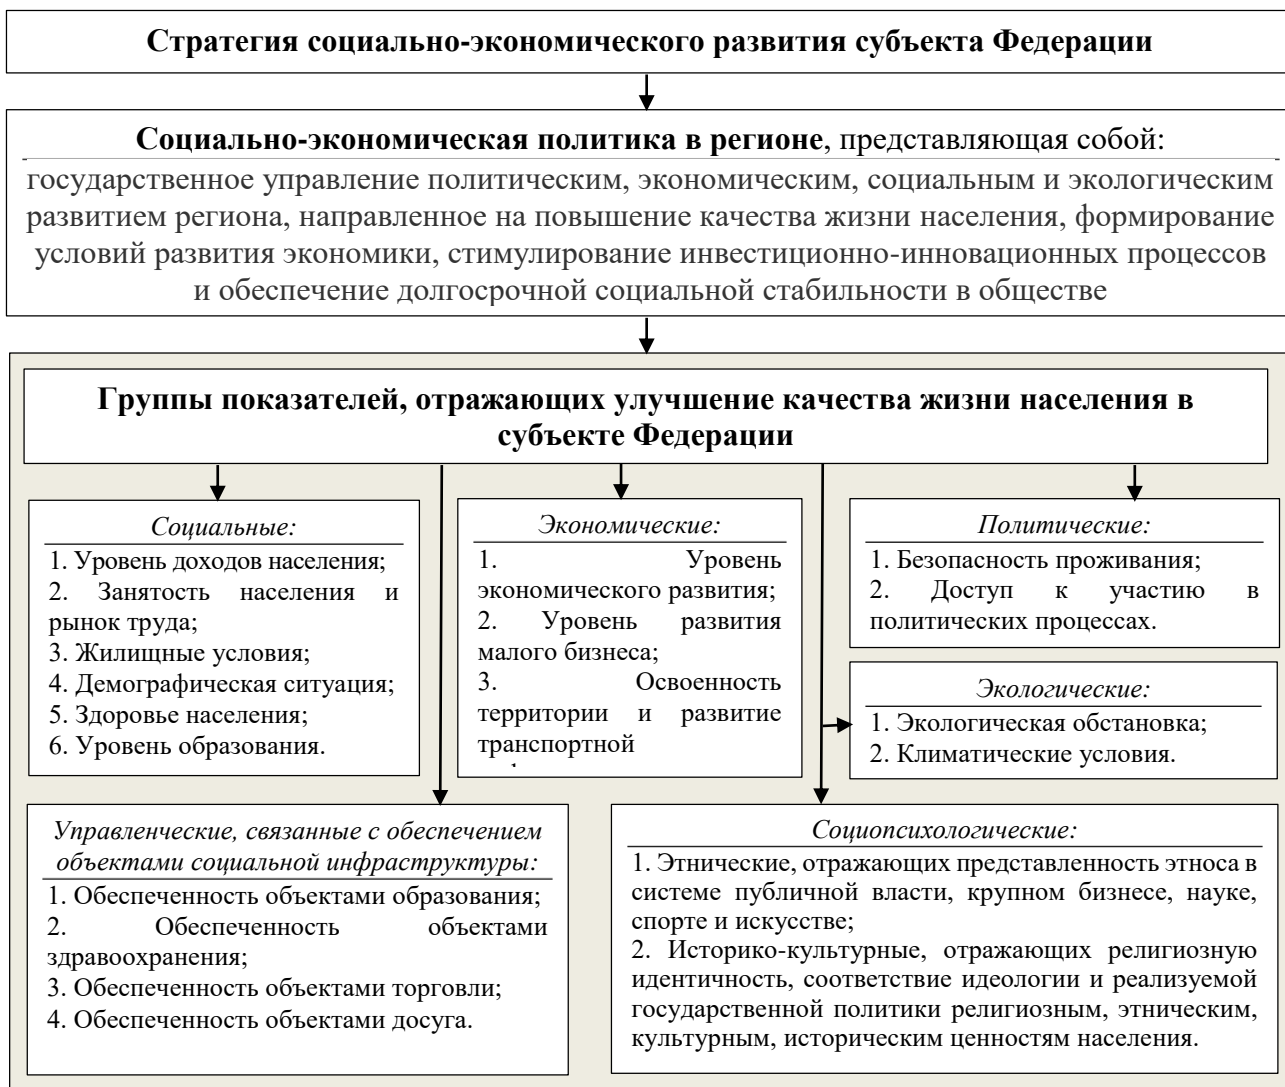 Стратегия социально-экономического развития субъекта Федерации
Социально-экономическая политика в регионе, представляющая собой:
государственное управление политическим, экономическим, социальным и экологическим
развитием региона, направленное на повышение качества жизни населения, формирование
условий развития экономики, стимулирование инвестиционно-инновационных процессов
и обеспечение долгосрочной социальной стабильности в обществе
Группы показателей, отражающих улучшение качества жизни населения в
субъекте Федерации
Социальные:
1. Уровень доходов населения;
2. Занятость населения и
рынок труда;
3. Жилищные условия;
4. Демографическая ситуация;
5. Здоровье населения;
6. Уровень образования.
Экономические:
1. Уровень
экономического развития;
2. Уровень развития
малого бизнеса;
3. Освоенность
территории и развитие
транспортной
Политические:
1. Безопасность проживания;
2. Доступ к участию в
политических процессах.
Экологические:
1. Экологическая обстановка;
2. Климатические условия.
Управленческие, связанные с обеспечением
объектами социальной инфраструктуры:
1. Обеспеченность объектами образования;
2. Обеспеченность объектами
здравоохранения;
3. Обеспеченность объектами торговли;
4. Обеспеченность объектами досуга.
Социопсихологические:
1. Этнические, отражающих представленность этноса в
системе публичной власти, крупном бизнесе, науке,
спорте и искусстве;
2. Историко-культурные, отражающих религиозную
идентичность, соответствие идеологии и реализуемой
государственной политики религиозным, этническим,
культурным, историческим ценностям населения.